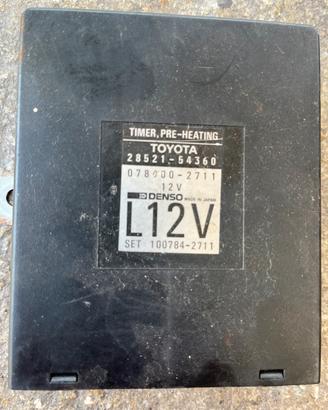 TIMER, PRE-HEATING
TOYOTA
28521-54360
078000-2711
12V
DENSO MADE IN JAPAN
L12V
SET 100784-2711